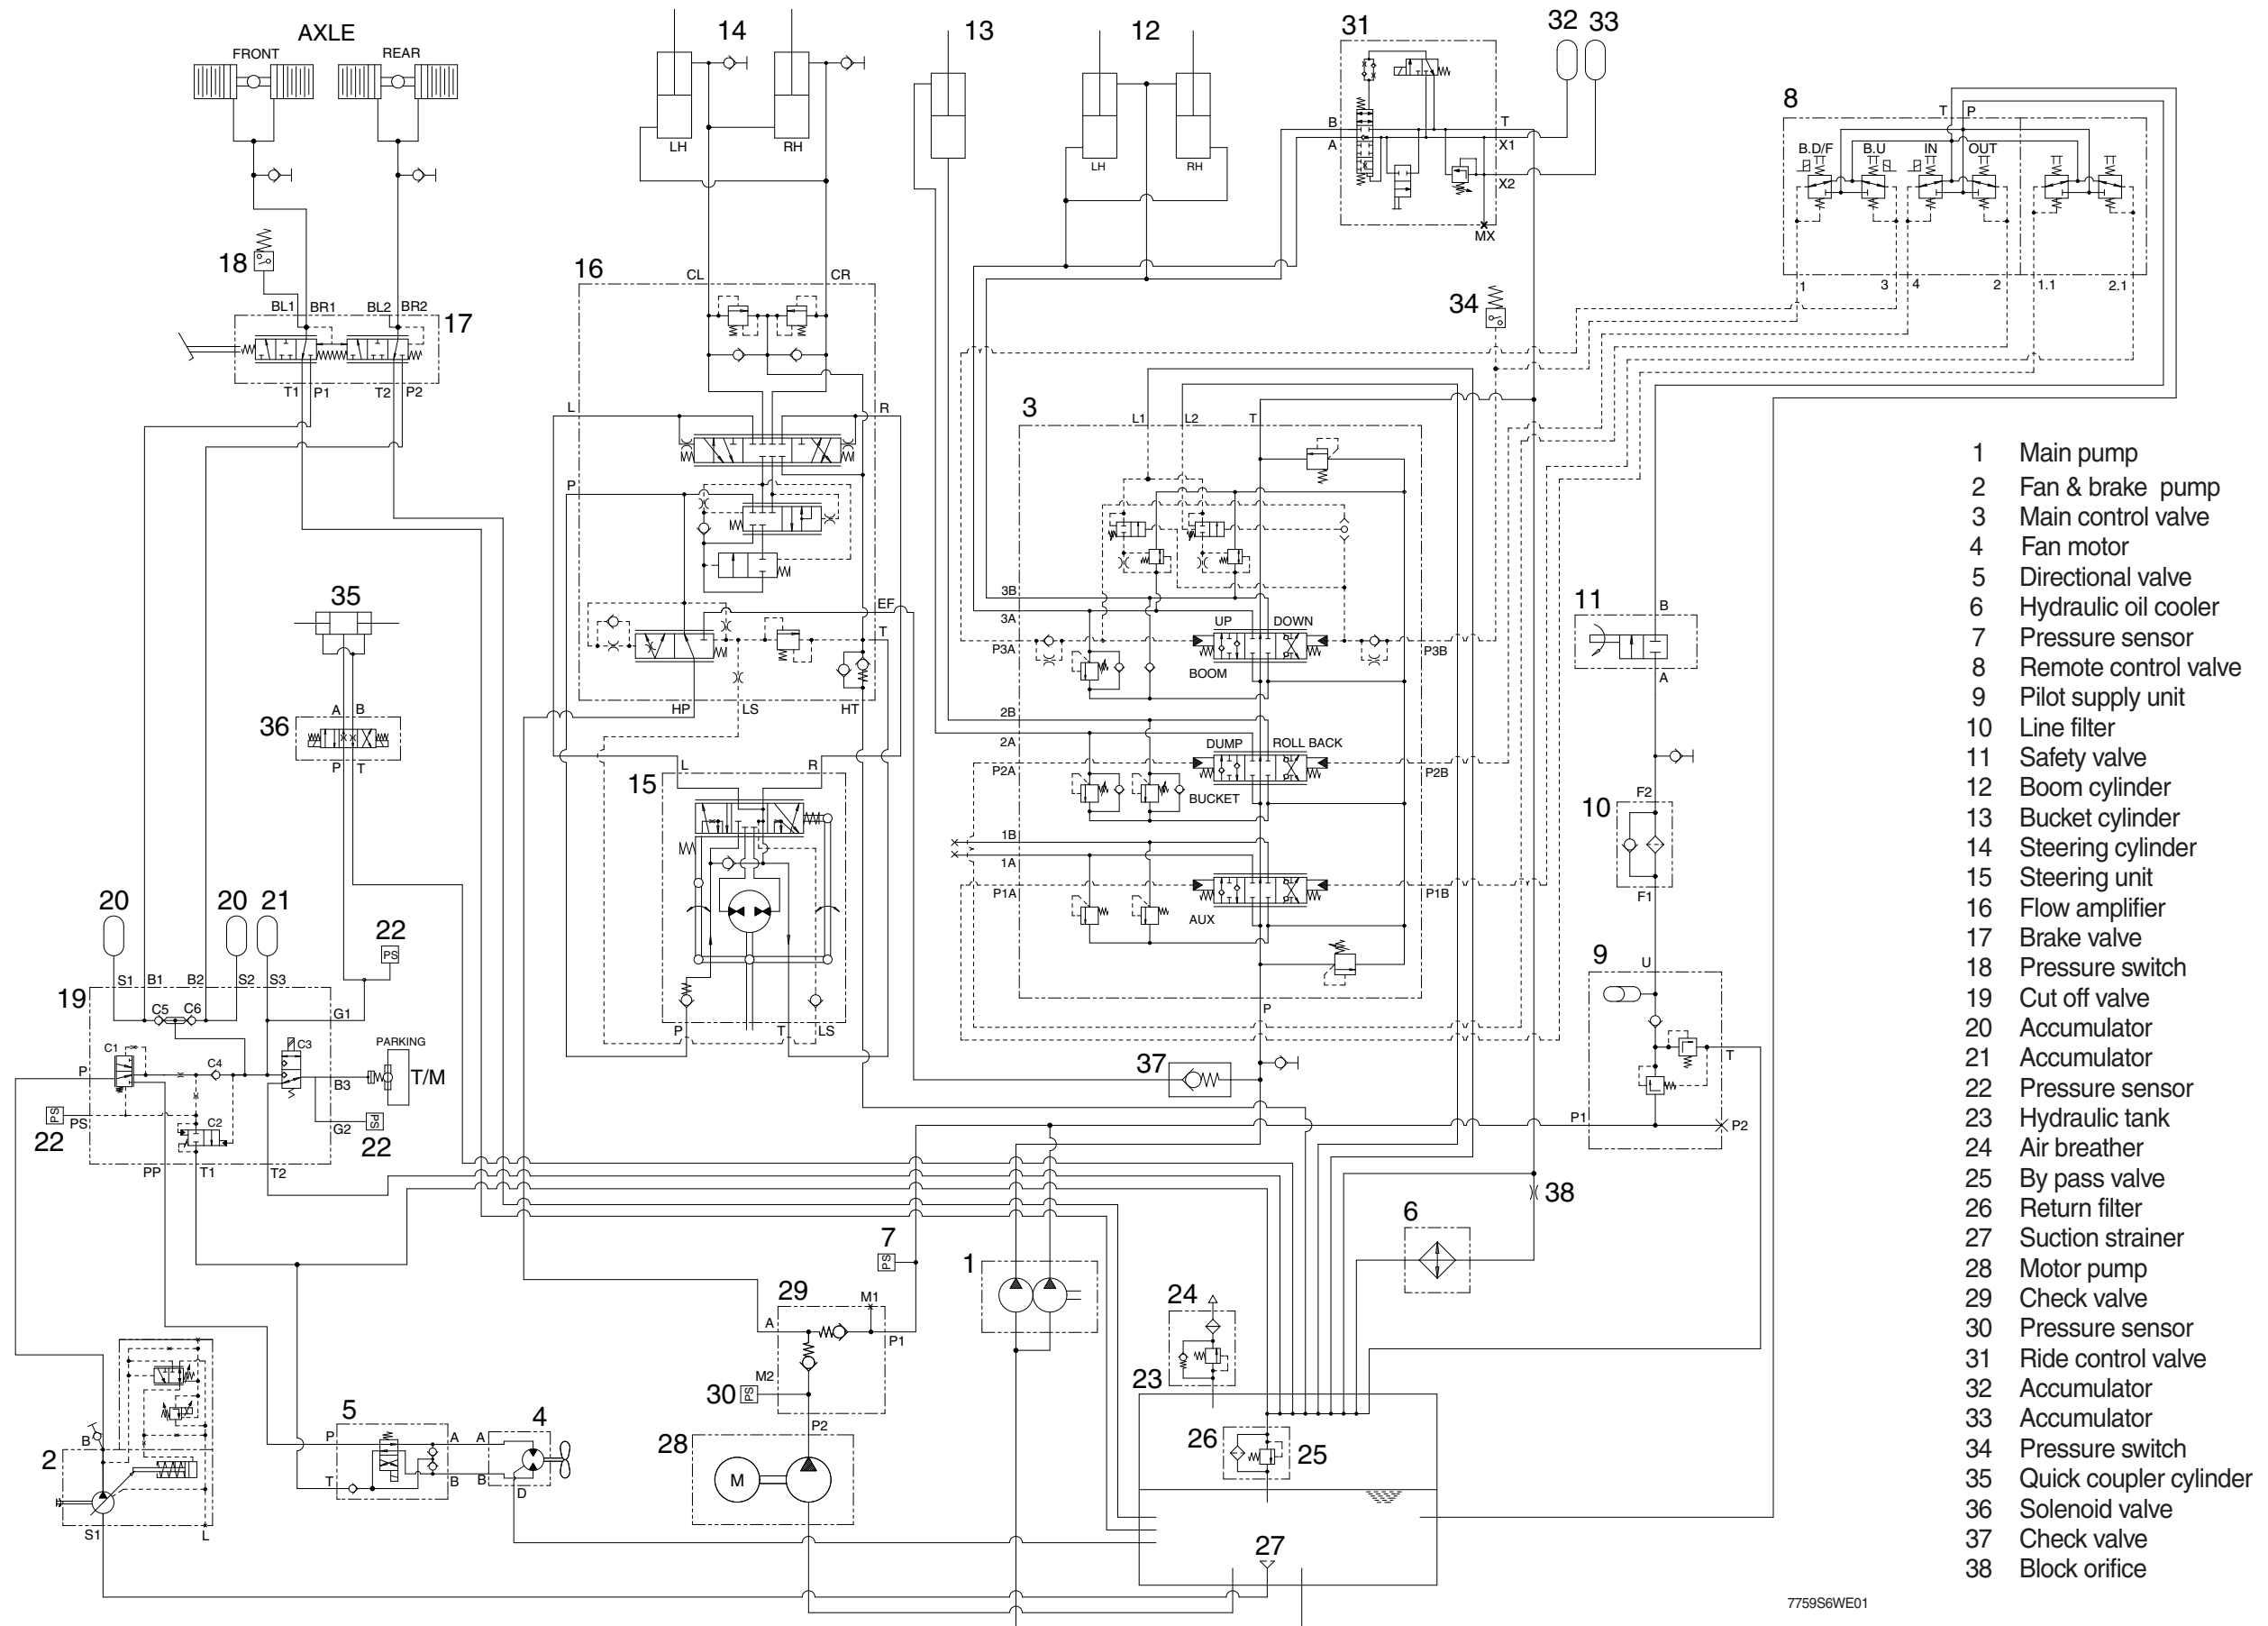 AXLE
FRONT
REAR
14
13
12
31
32
33
LH
RH
LH
RH
B
A
T
X1
X2
MX
8
T
P
B.D/F
B.U
IN
OUT
1
3
4
2
1.1
2.1
18
BL1
BR1
BL2
BR2
17
T1
P1
T2
P2
16
CL
CR
34
L
R
P
EF
T
HP
LS
HT
3
L1
L2
T
3B
3A
P3A
UP
DOWN
P3B
BOOM
2B
2A
P2A
DUMP
ROLL BACK
P2B
BUCKET
1B
1A
P1A
P1B
AUX
P
11
B
A
10
F2
F1
9
U
T
P1
P2
35
36
A
B
P
T
15
L
R
P
T
LS
20
20
21
22
PS
19
S1
B1
B2
S2
S3
C5
C6
G1
C1
C3
C4
PARKING
P
B3
T/M
PS
PS
C2
G2
PS
22
22
PP
T1
T2
37
38
6
7
PS
1
24
29
M1
A
P1
M2
30
PS
P2
23
26
25
28
M
27
5
4
P
A
A
T
B
B
D
2
B
S1
L
1 Main pump
2 Fan & brake pump
3 Main control valve
4 Fan motor
5 Directional valve
6 Hydraulic oil cooler
7 Pressure sensor
8 Remote control valve
9 Pilot supply unit
10 Line filter
11 Safety valve
12 Boom cylinder
13 Bucket cylinder
14 Steering cylinder
15 Steering unit
16 Flow amplifier
17 Brake valve
18 Pressure switch
19 Cut off valve
20 Accumulator
21 Accumulator
22 Pressure sensor
23 Hydraulic tank
24 Air breather
25 By pass valve
26 Return filter
27 Suction strainer
28 Motor pump
29 Check valve
30 Pressure sensor
31 Ride control valve
32 Accumulator
33 Accumulator
34 Pressure switch
35 Quick coupler cylinder
36 Solenoid valve
37 Check valve
38 Block orifice
7759S6WE01